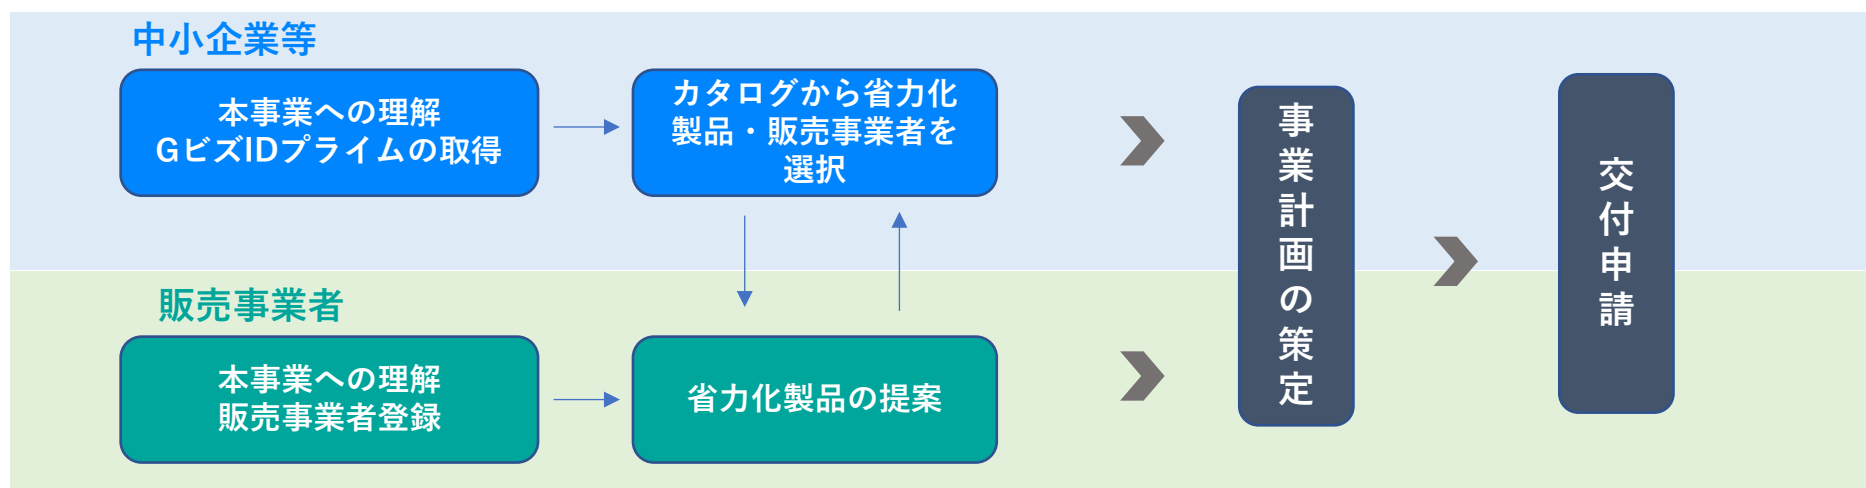 中小企業等
本事業への理解
GビズIDプライムの取得
カタログから省力化
製品・販売事業者を
選択
販売事業者
本事業への理解
販売事業者登録
省力化製品の提案
事業計画の策定
交付申請